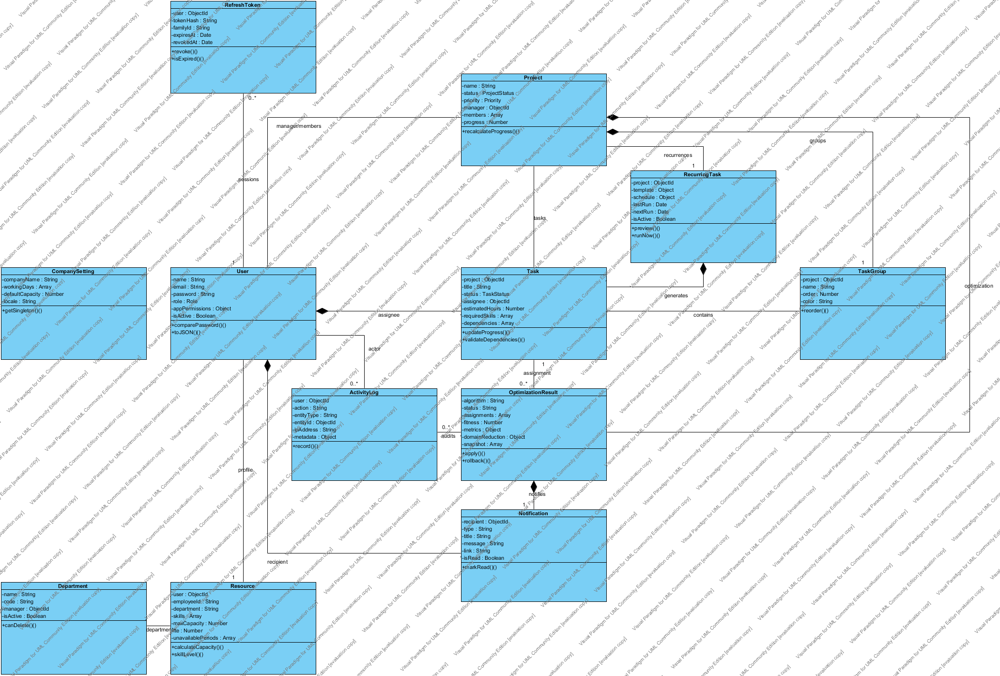 RefreshToken
-user : ObjectId
-tokenHash : String
-familyId : String
-expiresAt : Date
-revokedAt : Date
+revoke()()
+isExpired()()
0..*
Project
-name : String
-status : ProjectStatus
-priority : Priority
-manager : ObjectId
-members : Array
-progress : Number
+recalculateProgress()()
manager/members
groups
recurrences
1
sessions
RecurringTask
-project : ObjectId
-template : Object
-schedule : Object
-lastRun : Date
-nextRun : Date
-isActive : Boolean
+preview()()
+runNow()()
tasks
1
1
CompanySetting
-companyName : String
-workingDays : Array
-defaultCapacity : Number
-locale : String
+getSingleton()()
User
-name : String
-email : String
-password : String
-role : Role
-appPermissions : Object
-isActive : Boolean
+comparePassword()()
+toJSON()()
Task
-project : ObjectId
-title : String
-status : TaskStatus
-assignee : ObjectId
-estimatedHours : Number
-requiredSkills : Array
-dependencies : Array
+updateProgress()()
+validateDependencies()()
TaskGroup
-project : ObjectId
-name : String
-order : Number
-color : String
+reorder()()
optimization
generates
assignee
contains
actor
1
assignment
0..*
0..*
ActivityLog
-user : ObjectId
-action : String
-entityType : String
-entityId : ObjectId
-ipAddress : String
-metadata : Object
+record()()
0..*
audits
OptimizationResult
-algorithm : String
-status : String
-assignments : Array
-fitness : Number
-metrics : Object
-domainReduction : Object
-snapshot : Array
+apply()()
+rollback()()
profile
notifies
1
Notification
-recipient : ObjectId
-type : String
-title : String
-message : String
-link : String
-isRead : Boolean
+markRead()()
recipient
1
Department
-name : String
-code : String
-manager : ObjectId
-isActive : Boolean
+canDelete()()
department
Resource
-user : ObjectId
-employeeId : String
-department : String
-skills : Array
-maxCapacity : Number
-fte : Number
-unavailablePeriods : Array
+calculateCapacity()()
+skillLevel()()
Visual Paradigm for UML Community Edition [evaluation copy]